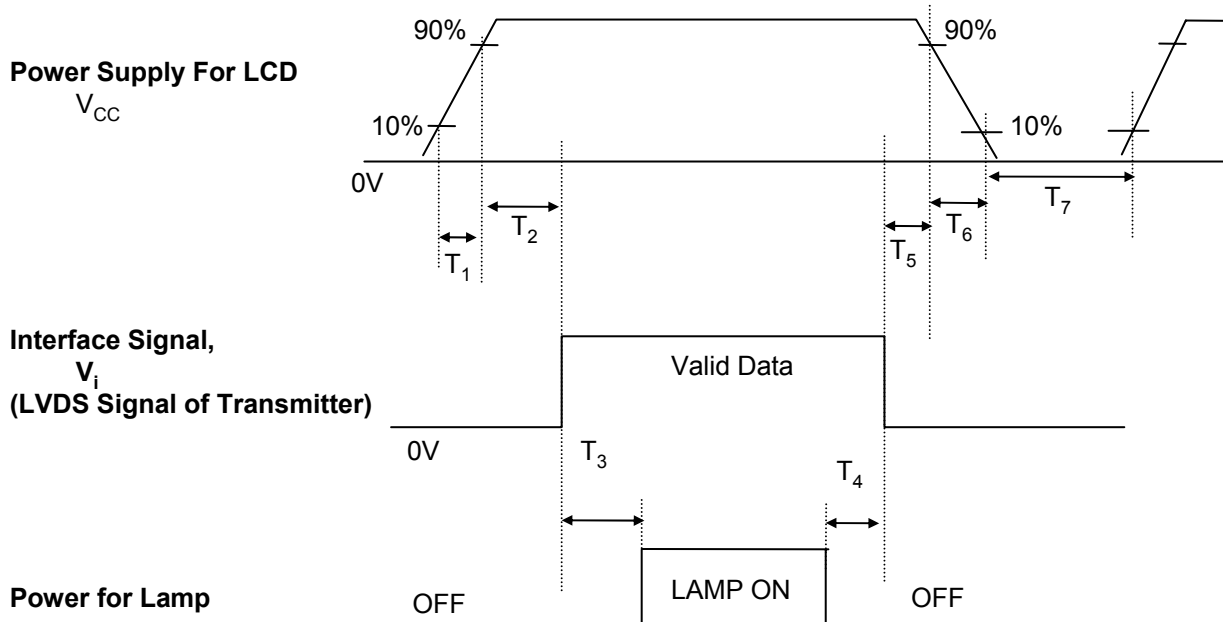 90%
90%
Power Supply For LCD
VCC
10%
10%
0V
T1
T2
T5
T6
T7
Interface Signal,
Vi
(LVDS Signal of Transmitter)
Valid Data
0V
T3
T4
Power for Lamp
OFF
LAMP ON
OFF